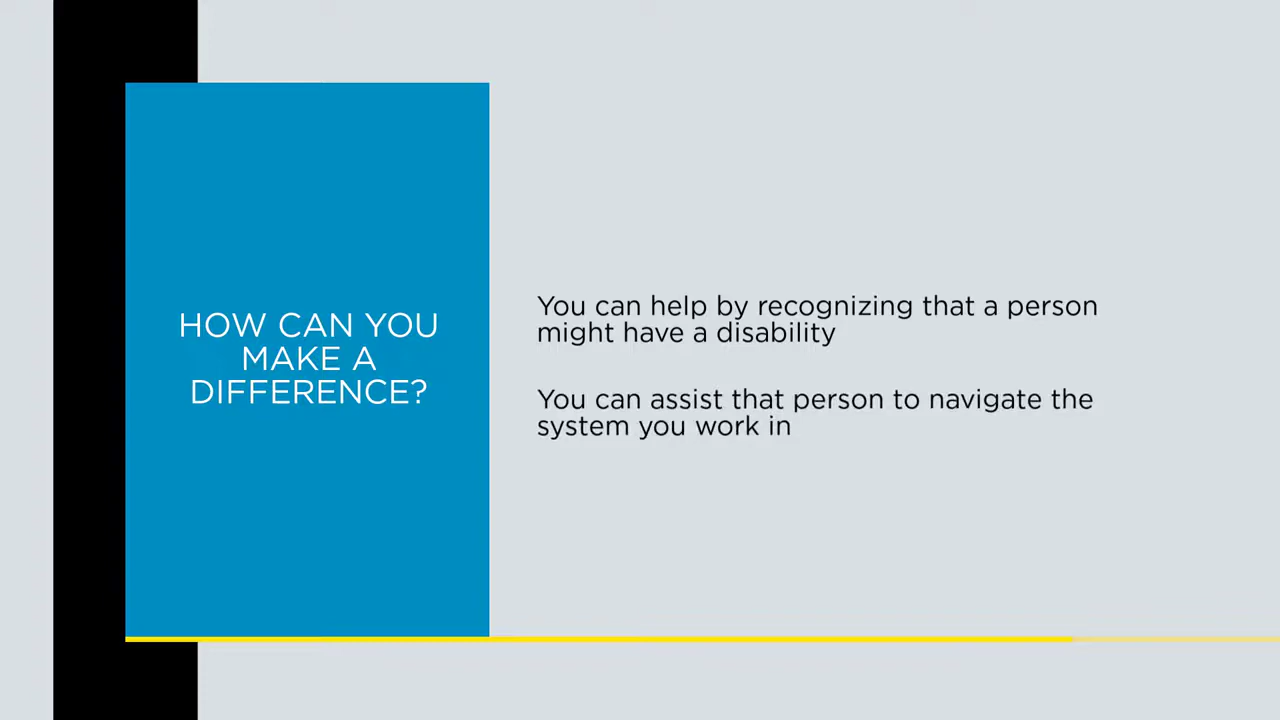 HOW CAN YOU
MAKE A
DIFFERENCE?
You can help by recognizing that a person
might have a disability
You can assist that person to navigate the
system you work in